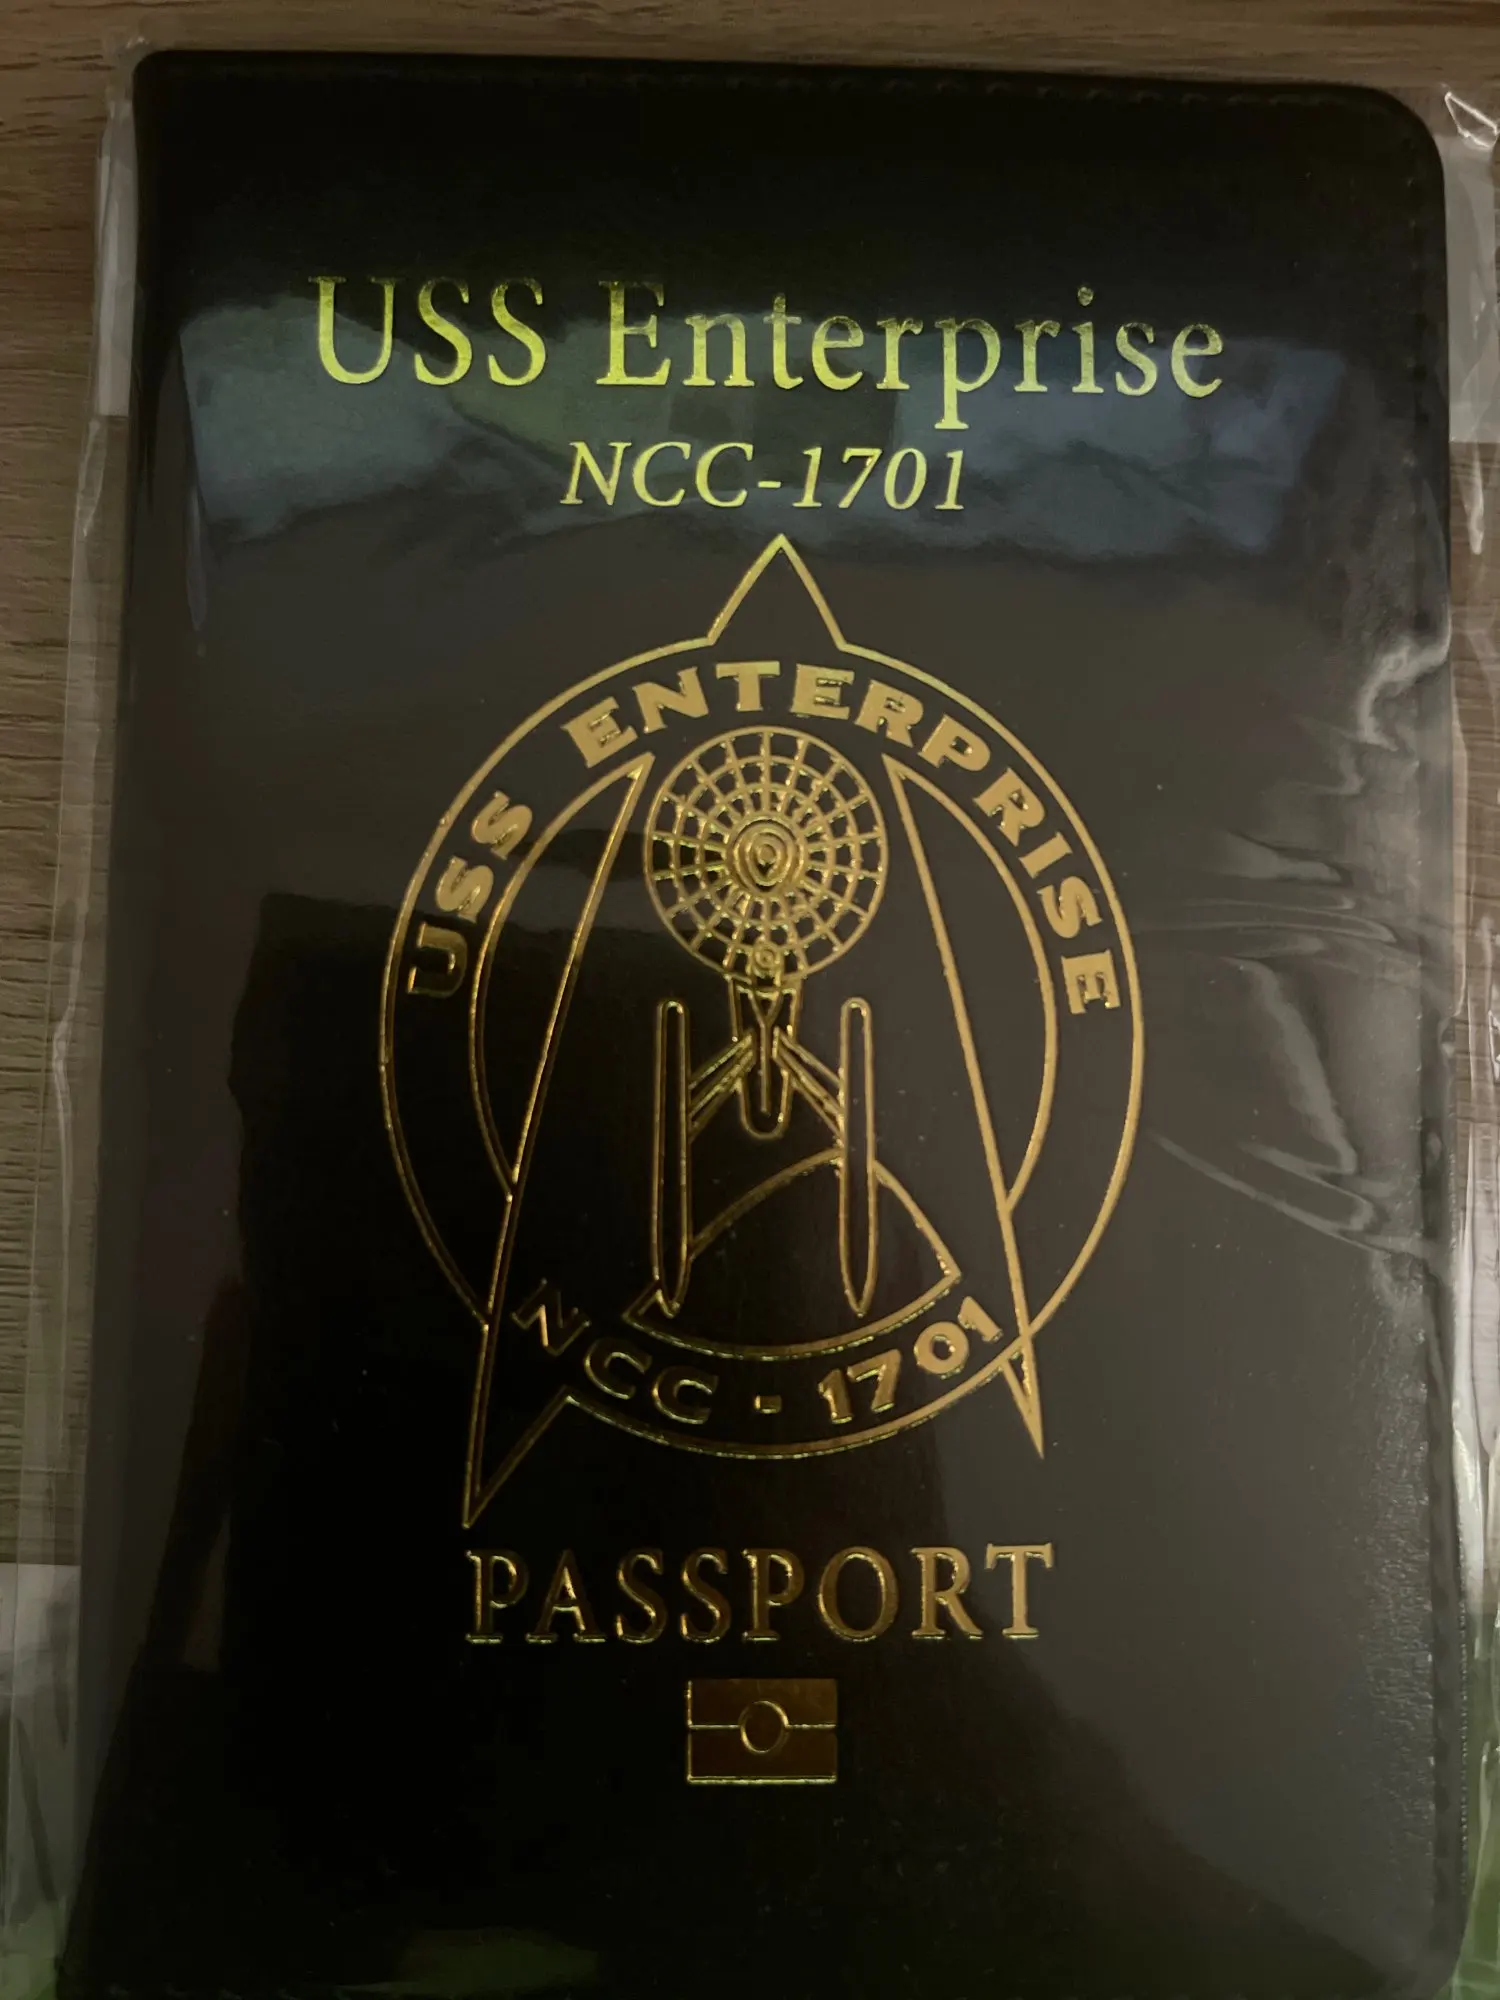 USS Enterprise
NCC-1701
USS ENTERPRISE
NCC - 1701
PASSPORT